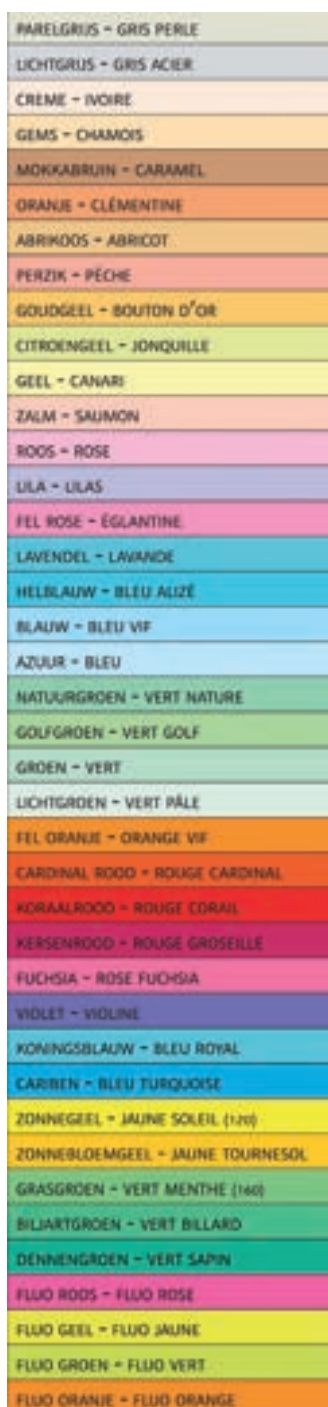 PARELGRIJS - GRIS PERLE
LICHTGRIJS - GRIS ACIER
CREME - IVOIRE
GEMS - CHAMOIS
MOKKABRUIN - CARAMEL
ORANJE - CLÉMENTINE
ABRIKOOS - ABRICOT
PERZIK - PÊCHE
GOUDGEEL - BOUTON D'OR
CITROENGEEL - JONQUILLE
GEEL - CANARI
ZALM - SAUMON
ROOS - ROSE
LILA - LILAS
FEL ROSE - ÉGLANTINE
LAVENDEL - LAVANDE
HELBLAUW - BLEU ALIZÉ
BLAUW - BLEU VIF
AZUUR - BLEU
NATUURGROEN - VERT NATURE
GOLFGROEN - VERT GOLF
GROEN - VERT
LICHTGROEN - VERT PÂLE
FEL ORANJE - ORANGE VIF
CARDINAL ROOD - ROUGE CARDINAL
KORAALROOD - ROUGE CORAIL
KERSENROOD - ROUGE GROSEILLE
FUCHSIA - ROSE FUCHSIA
VIOLET - VIOLINE
KONINGSBLAUW - BLEU ROYAL
CARIBEN - BLEU TURQUOISE
ZONNEGEEL - JAUNE SOLEIL (120)
ZONNEBLOEMGEEL - JAUNE TOURNESOL
GRASGROEN - VERT MENTHE (160)
BILJARTGROEN - VERT BILLARD
DENNENGROEN - VERT SAPIN
FLUO ROOS - FLUO ROSE
FLUO GEEL - FLUO JAUNE
FLUO GROEN - FLUO VERT
FLUO ORANJE - FLUO ORANGE